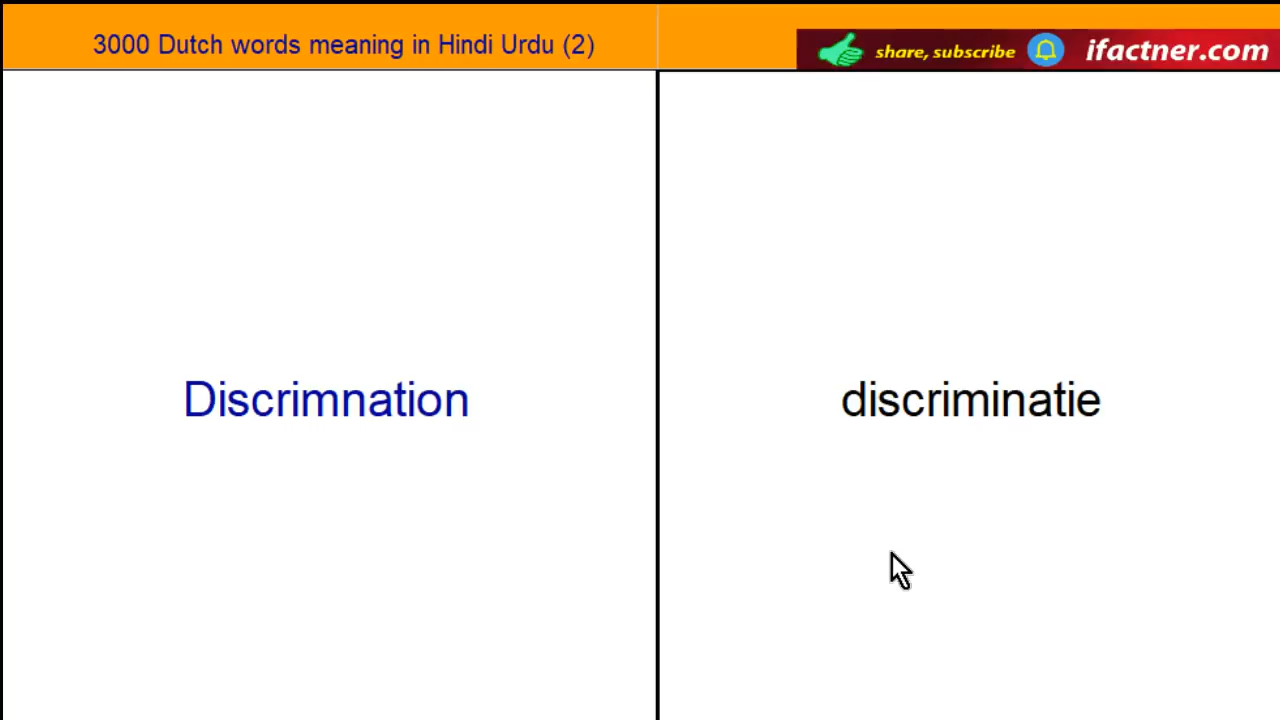 3000 Dutch words meaning in Hindi Urdu (2)
share, subscribe
ifactner.com
Discrimnation
discriminatie